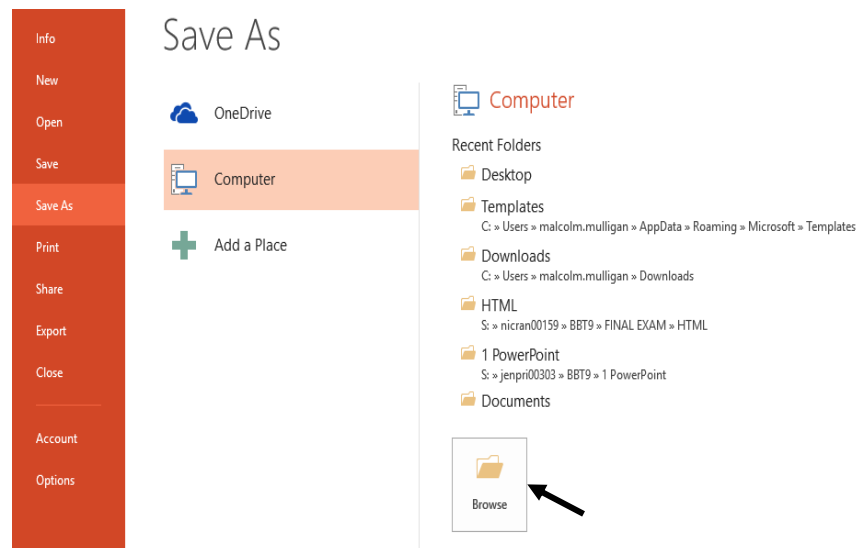 Info
New
Open
Save
Save As
Print
Share
Export
Close
Account
Options
Save As
OneDrive
Computer
Add a Place
Computer
Recent Folders
Desktop
Templates
C: » Users » malcolm.mulligan » AppData » Roaming » Microsoft » Templates
Downloads
C: » Users » malcolm.mulligan » Downloads
HTML
S: » nicran00159 » BBT9 » FINAL EXAM » HTML
1 PowerPoint
S: » jenpri00303 » BBT9 » 1 PowerPoint
Documents
Browse